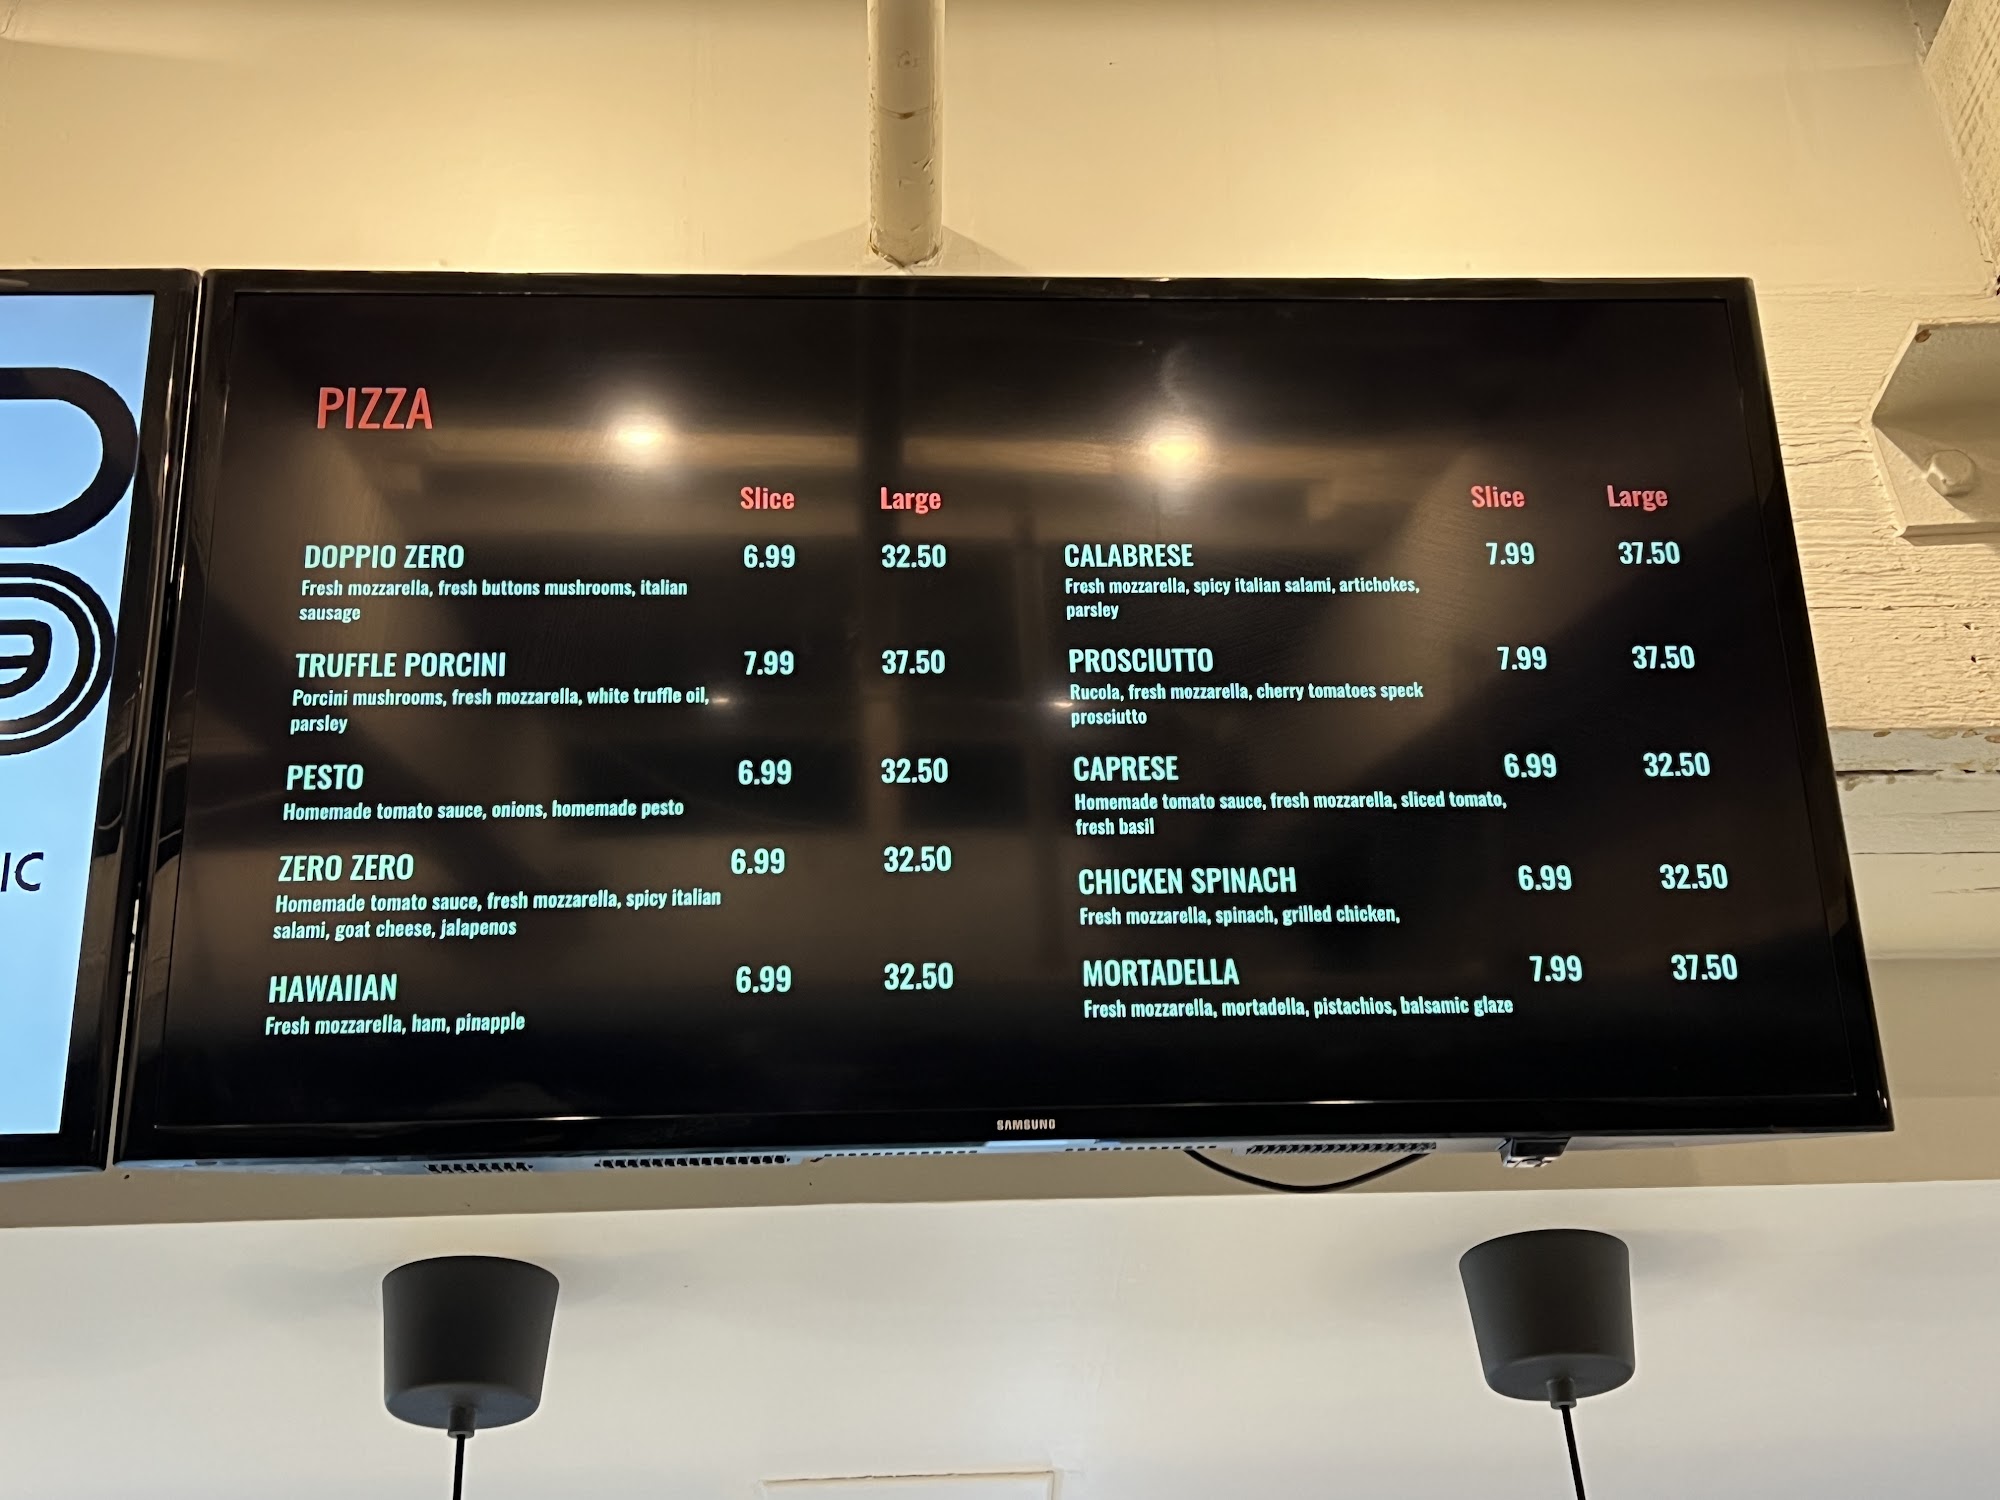 IC
PIZZA
Slice Large
DOPPIO ZERO 6.99 32.50
Fresh mozzarella, fresh buttons mushrooms, italian
sausage
TRUFFLE PORCINI 7.99 37.50
Porcini mushrooms, fresh mozzarella, white truffle oil,
parsley
PESTO 6.99 32.50
Homemade tomato sauce, onions, homemade pesto
ZERO ZERO 6.99 32.50
Homemade tomato sauce, fresh mozzarella, spicy italian
salami, goat cheese, jalapenos
HAWAIIAN 6.99 32.50
Fresh mozzarella, ham, pinapple
Slice Large
CALABRESE 7.99 37.50
Fresh mozzarella, spicy italian salami, artichokes,
parsley
PROSCIUTTO 7.99 37.50
Rucola, fresh mozzarella, cherry tomatoes speck
prosciutto
CAPRESE 6.99 32.50
Homemade tomato sauce, fresh mozzarella, sliced tomato,
fresh basil
CHICKEN SPINACH 6.99 32.50
Fresh mozzarella, spinach, grilled chicken,
MORTADELLA 7.99 37.50
Fresh mozzarella, mortadella, pistachios, balsamic glaze
SAMSUNG